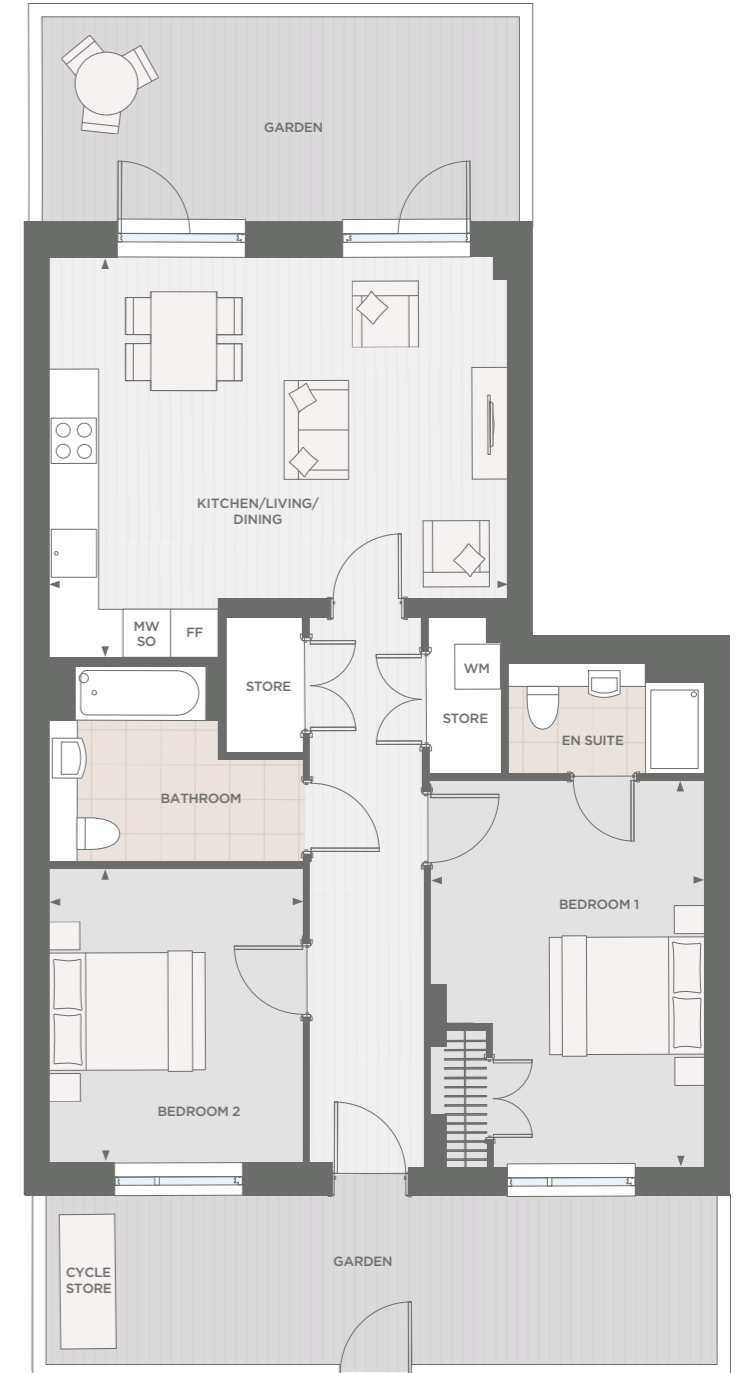 GARDEN
KITCHEN/LIVING/
DINING
MW
SO
FF
STORE
WM
STORE
EN SUITE
BATHROOM
BEDROOM 1
BEDROOM 2
GARDEN
CYCLE
STORE